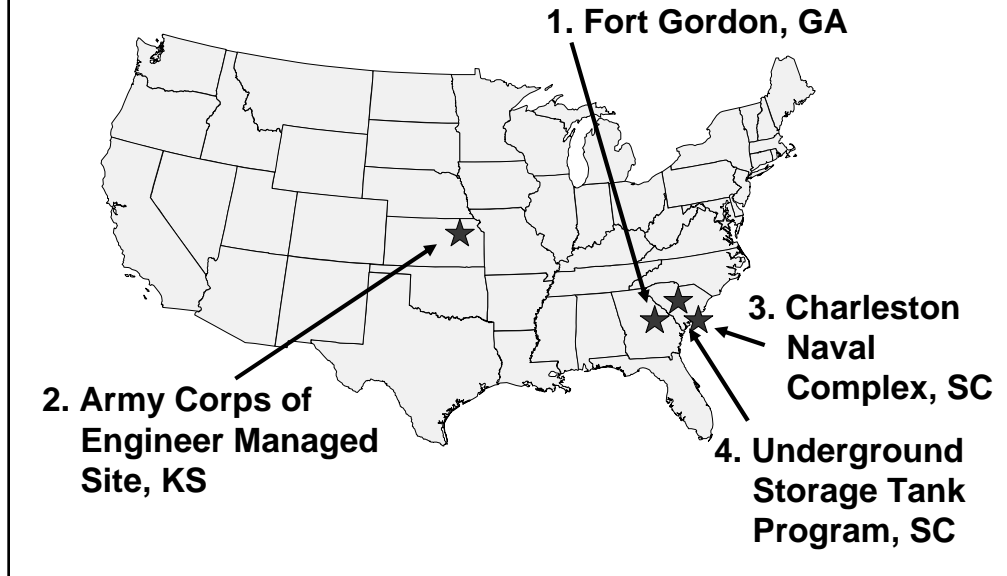 1. Fort Gordon, GA
2. Army Corps of
Engineer Managed
Site, KS
3. Charleston
Naval
Complex, SC
4. Underground
Storage Tank
Program, SC